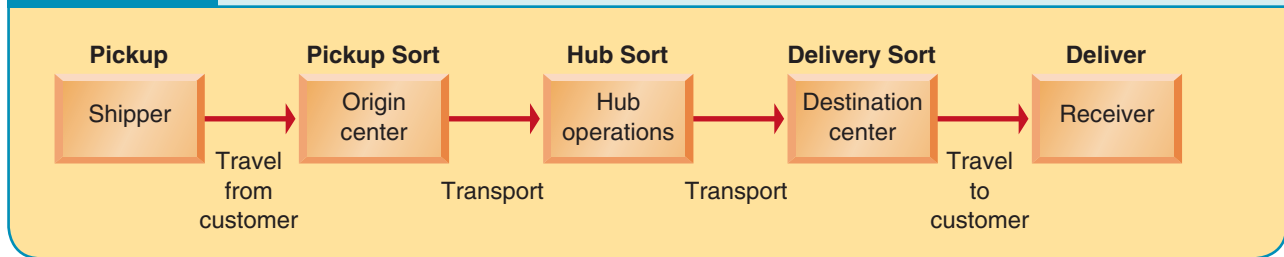 Pickup
Pickup Sort
Hub Sort
Delivery Sort
Deliver
Shipper
Origin
center
Hub
operations
Destination
center
Receiver
Travel
from
customer
Transport
Transport
Travel
to
customer